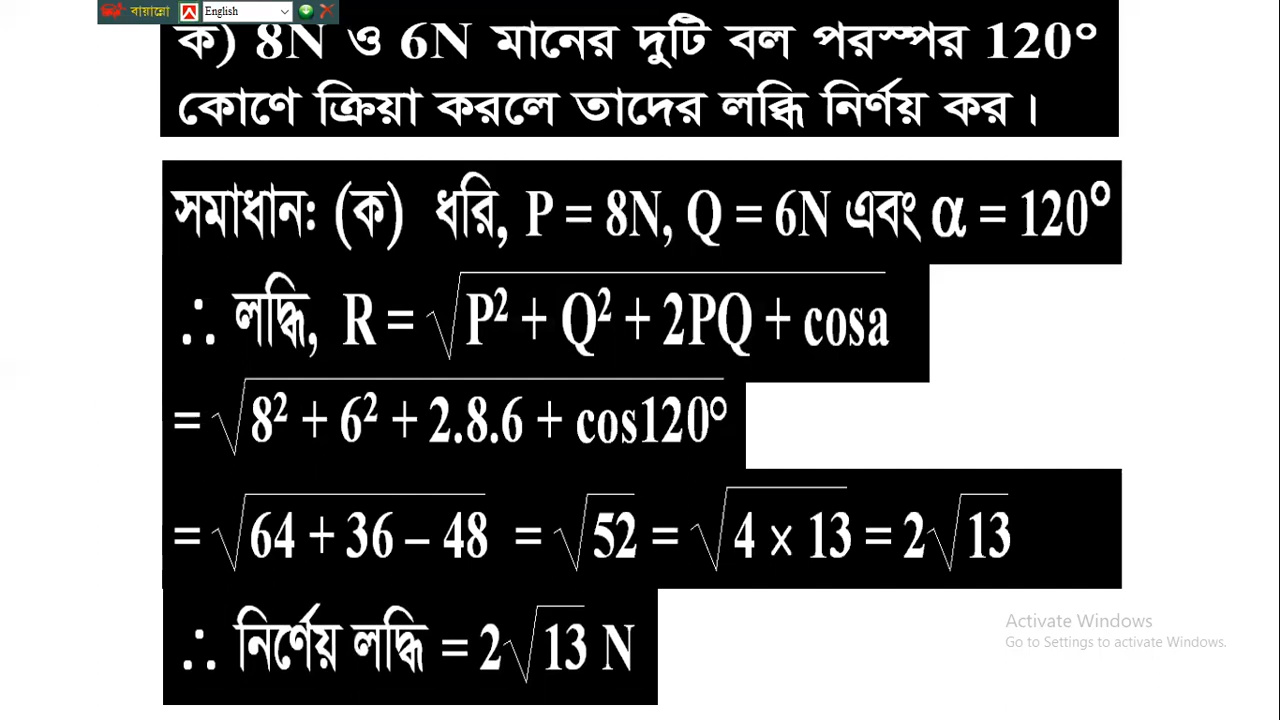 বায়ান্নো English
ক) 8N ও 6N মানের দুটি বল পরস্পর 120°
কোণে ক্রিয়া করলে তাদের লব্ধি নির্ণয় কর।
সমাধানঃ (ক) ধরি, P = 8N, Q = 6N এবং α = 120°
∴ লদ্ধি, R = √P² + Q² + 2PQ + cosa
= √8² + 6² + 2.8.6 + cos120°
= √64 + 36 – 48 = √52 = √4 × 13 = 2√13
∴ নির্ণেয় লদ্ধি = 2√13 N
Activate Windows
Go to Settings to activate Windows.